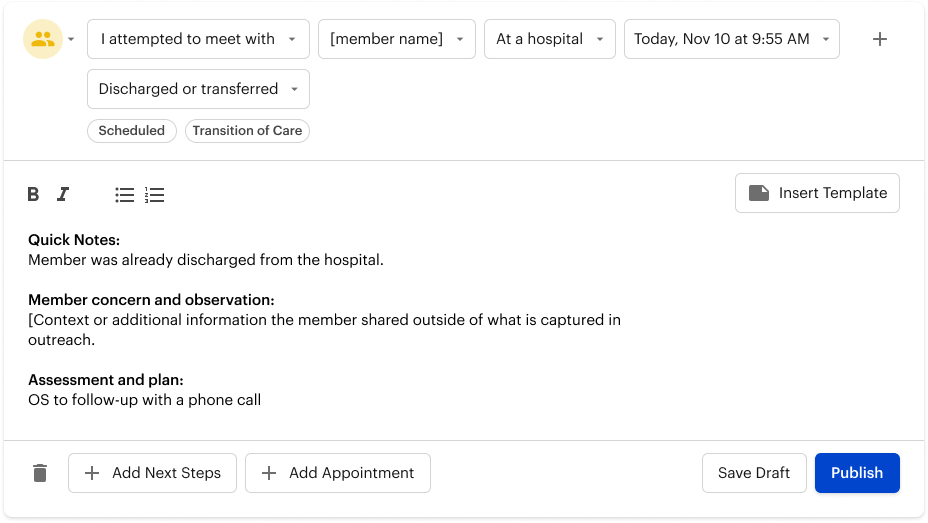 I attempted to meet with [member name] At a hospital Today, Nov 10 at 9:55 AM
Discharged or transferred
Scheduled Transition of Care
B I Insert Template
Quick Notes:
Member was already discharged from the hospital.
Member concern and observation:
[Context or additional information the member shared outside of what is captured in
outreach.
Assessment and plan:
OS to follow-up with a phone call
Add Next Steps Add Appointment Save Draft Publish